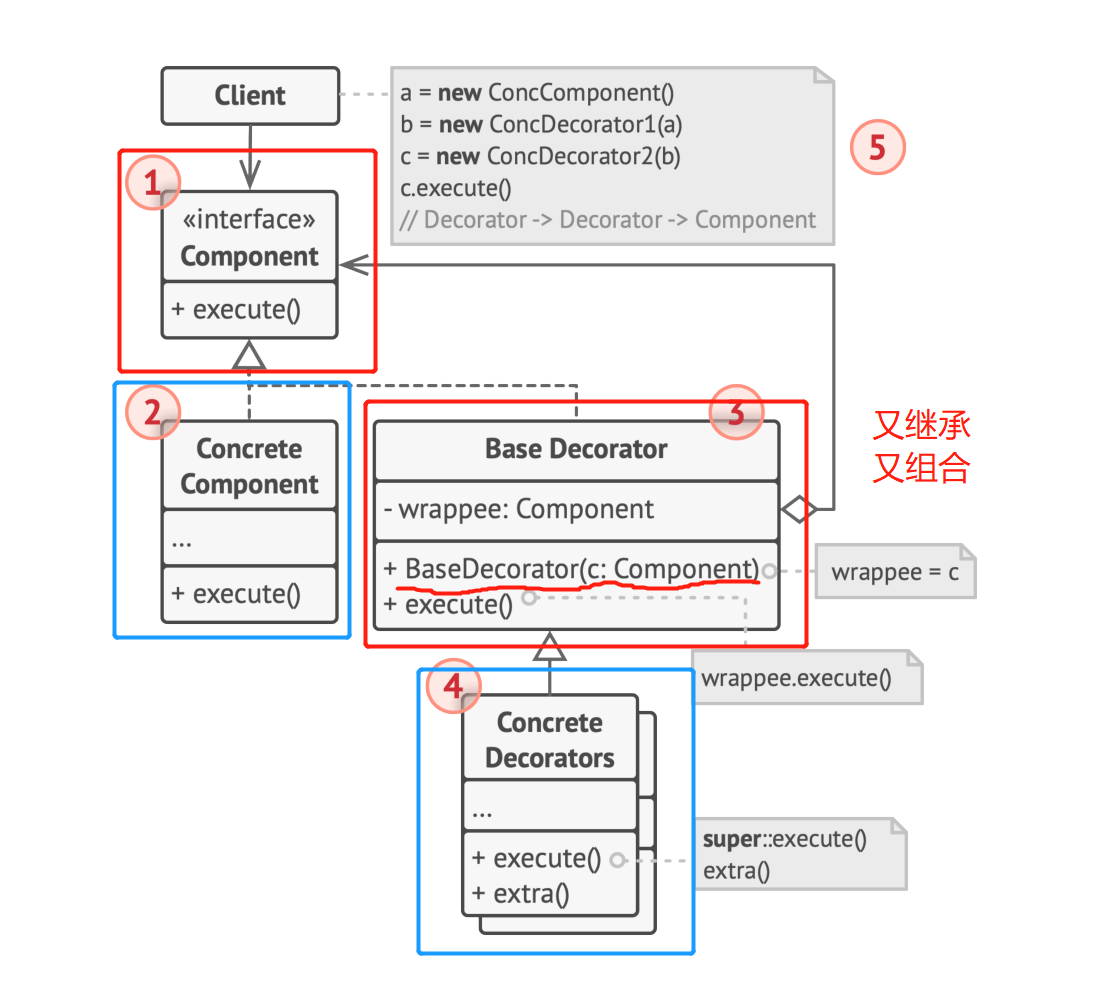 Client
a = new ConcComponent()
b = new ConcDecorator1(a)
c = new ConcDecorator2(b)
c.execute()
// Decorator -> Decorator -> Component
5
1
«interface»
Component
+ execute()
2
Concrete
Component
...
+ execute()
3
Base Decorator
- wrappee: Component
+ BaseDecorator(c: Component)
+ execute()
又继承
又组合
wrappee = c
wrappee.execute()
4
Concrete
Decorators
...
+ execute()
+ extra()
super::execute()
extra()